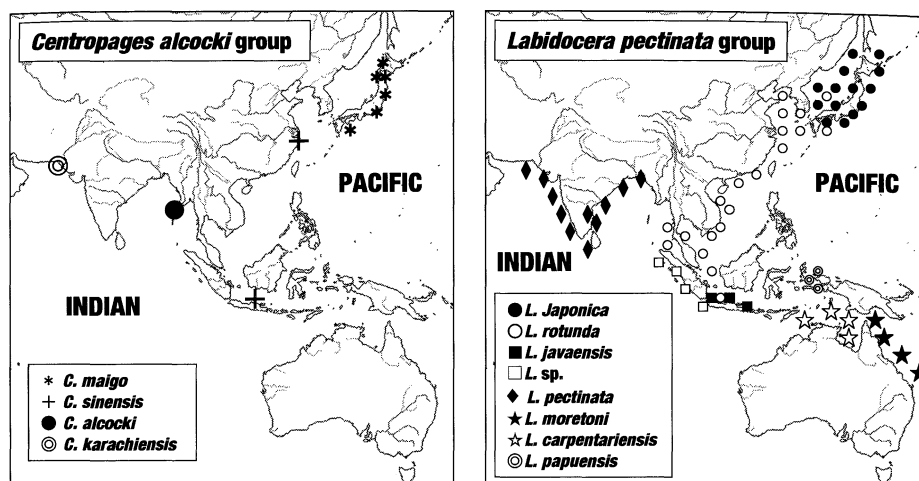 Centropages alcocki group
PACIFIC
INDIAN
C. maigo
C. sinensis
C. alcocki
C. karachiensis
Labidocera pectinata group
PACIFIC
INDIAN
L. Japonica
L. rotunda
L. javaensis
L. sp.
L. pectinata
L. moretoni
L. carpentariensis
L. papuensis